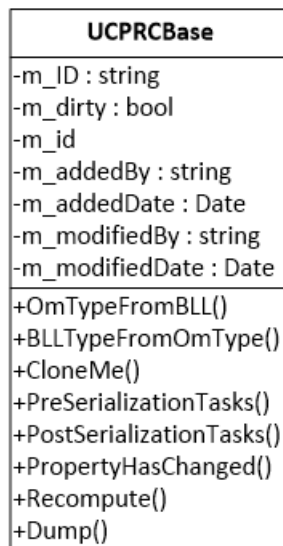 UCPRCBase
-m_ID : string
-m_dirty : bool
-m_id
-m_addedBy : string
-m_addedDate : Date
-m_modifiedBy : string
-m_modifiedDate : Date
+OmTypeFromBLL()
+BLLTypeFromOmType()
+CloneMe()
+PreSerializationTasks()
+PostSerializationTasks()
+PropertyHasChanged()
+Recompute()
+Dump()